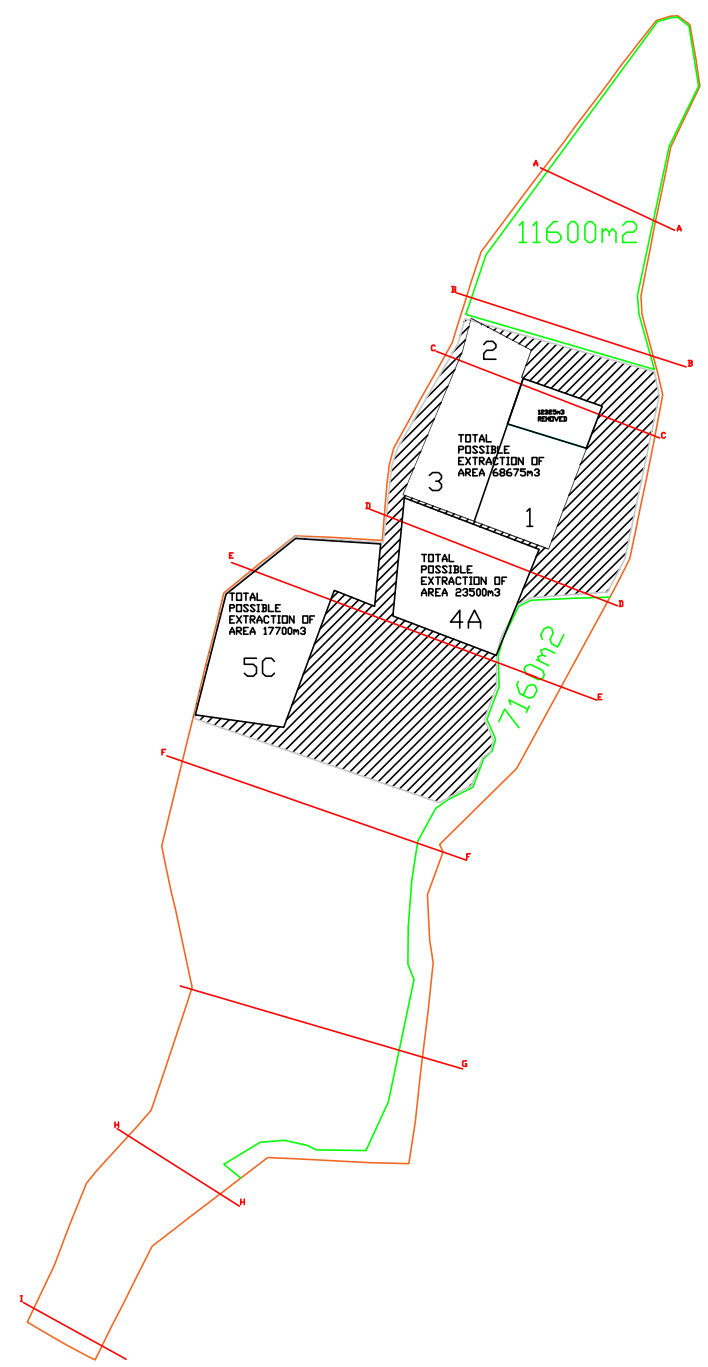 A
11600m2
A
B
C
2
B
12325m3
REMOVED
C
TOTAL
POSSIBLE
EXTRACTION OF
AREA 68675m3
3
D
1
E
TOTAL
POSSIBLE
EXTRACTION OF
AREA 23500m3
TOTAL
POSSIBLE
EXTRACTION OF
AREA 17700m3
D
4A
7160m2
5C
E
F
F
G
H
H
I